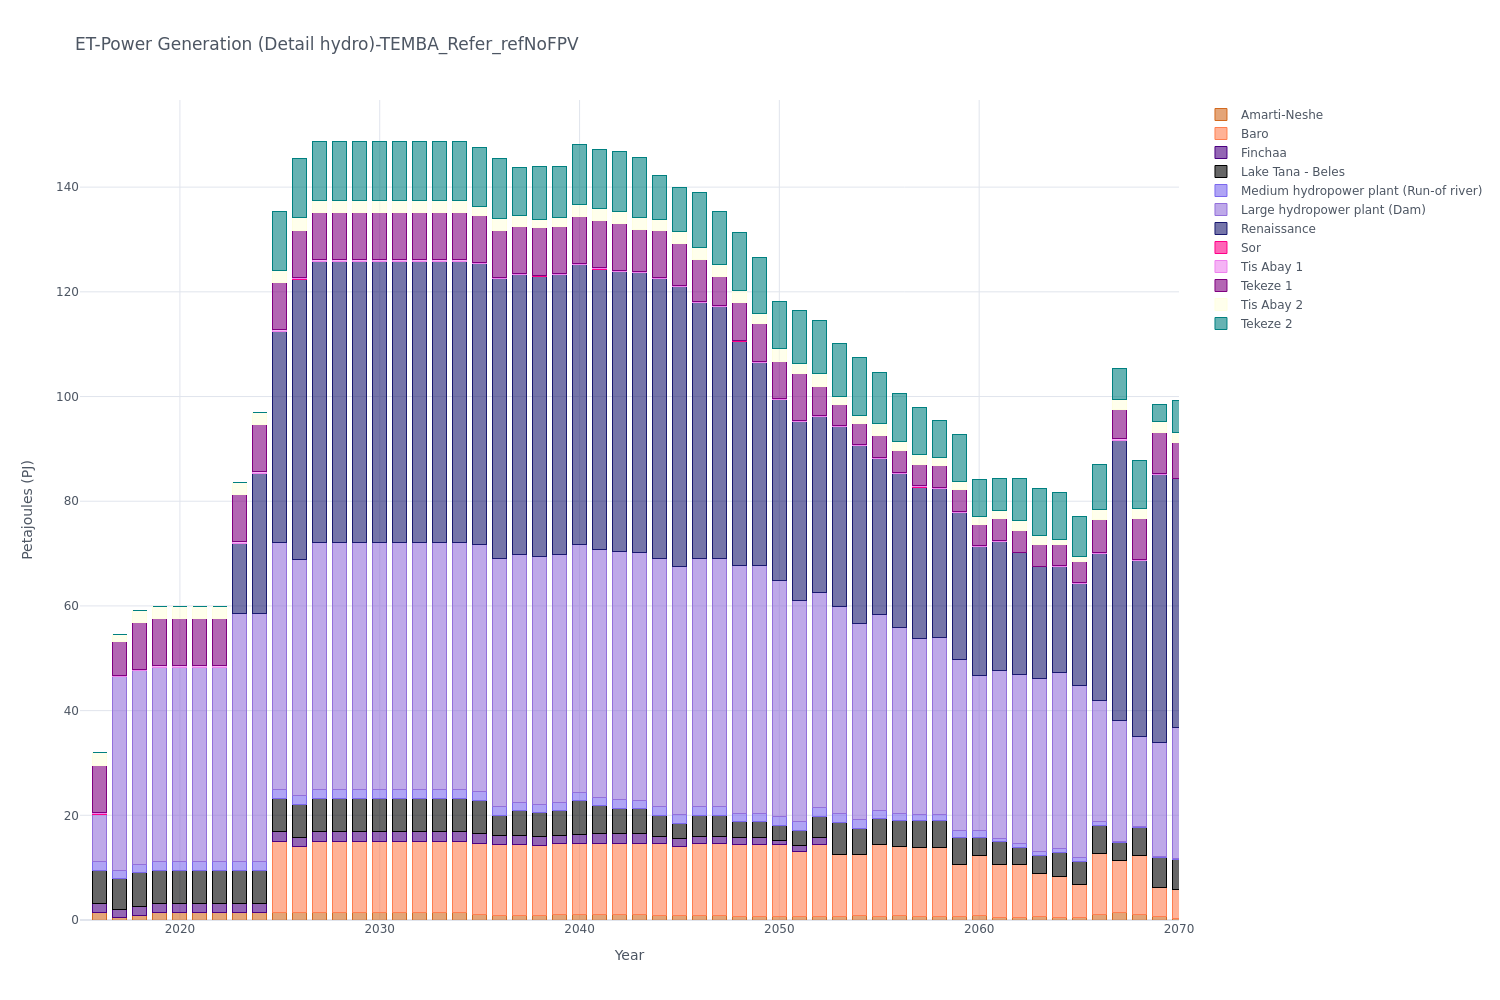 ET-Power Generation (Detail hydro)-TEMBA_Refer_refNoFPV
Petajoules (PJ)
140
120
100
80
60
40
20
0
2020
2030
2040
2050
2060
2070
Year
Amarti-Neshe
Baro
Finchaa
Lake Tana - Beles
Medium hydropower plant (Run-of river)
Large hydropower plant (Dam)
Renaissance
Sor
Tis Abay 1
Tekeze 1
Tis Abay 2
Tekeze 2